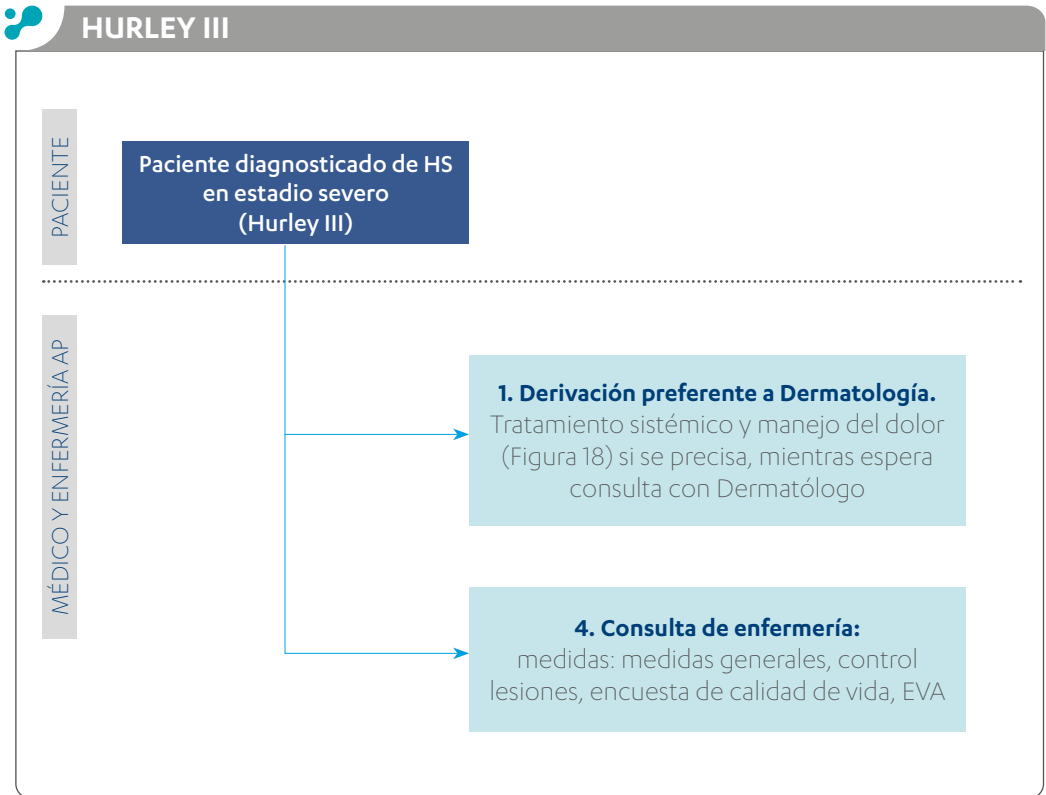 HURLEY III
PACIENTE
Paciente diagnosticado de HS
en estadio severo
(Hurley III)
MÉDICO Y ENFERMERÍA AP
1. Derivación preferente a Dermatología.
Tratamiento sistémico y manejo del dolor
(Figura 18) si se precisa, mientras espera
consulta con Dermatólogo
4. Consulta de enfermería:
medidas: medidas generales, control
lesiones, encuesta de calidad de vida, EVA